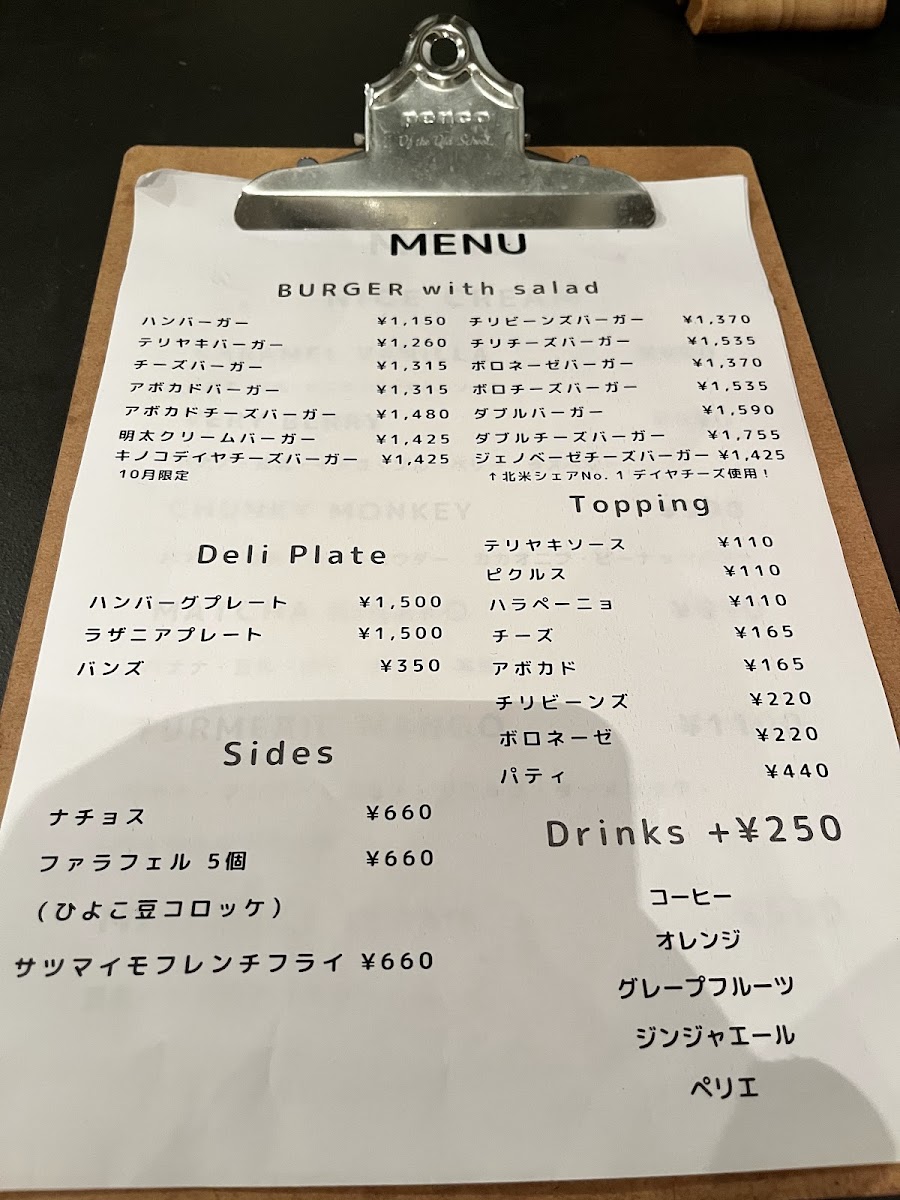 penco
Of the Old School.
MENU
BURGER with salad
ハンバーガー ¥1,150
テリヤキバーガー ¥1,260
チーズバーガー ¥1,315
アボカドバーガー ¥1,315
アボカドチーズバーガー ¥1,480
明太クリームバーガー ¥1,425
キノコデイヤチーズバーガー ¥1,425
10月限定
チリビーンズバーガー ¥1,370
チリチーズバーガー ¥1,535
ボロネーゼバーガー ¥1,370
ボロチーズバーガー ¥1,535
ダブルバーガー ¥1,590
ダブルチーズバーガー ¥1,755
ジェノベーゼチーズバーガー ¥1,425
↑北米シェアNo. 1 デイヤチーズ使用！
Deli Plate
ハンバーグプレート ¥1,500
ラザニアプレート ¥1,500
バンズ ¥350
Sides
ナチョス ¥660
ファラフェル 5個 ¥660
(ひよこ豆コロッケ)
サツマイモフレンチフライ ¥660
Topping
テリヤキソース ¥110
ピクルス ¥110
ハラペーニョ ¥110
チーズ ¥165
アボカド ¥165
チリビーンズ ¥220
ボロネーゼ ¥220
パティ ¥440
Drinks +¥250
コーヒー
オレンジ
グレープフルーツ
ジンジャエール
ペリエ